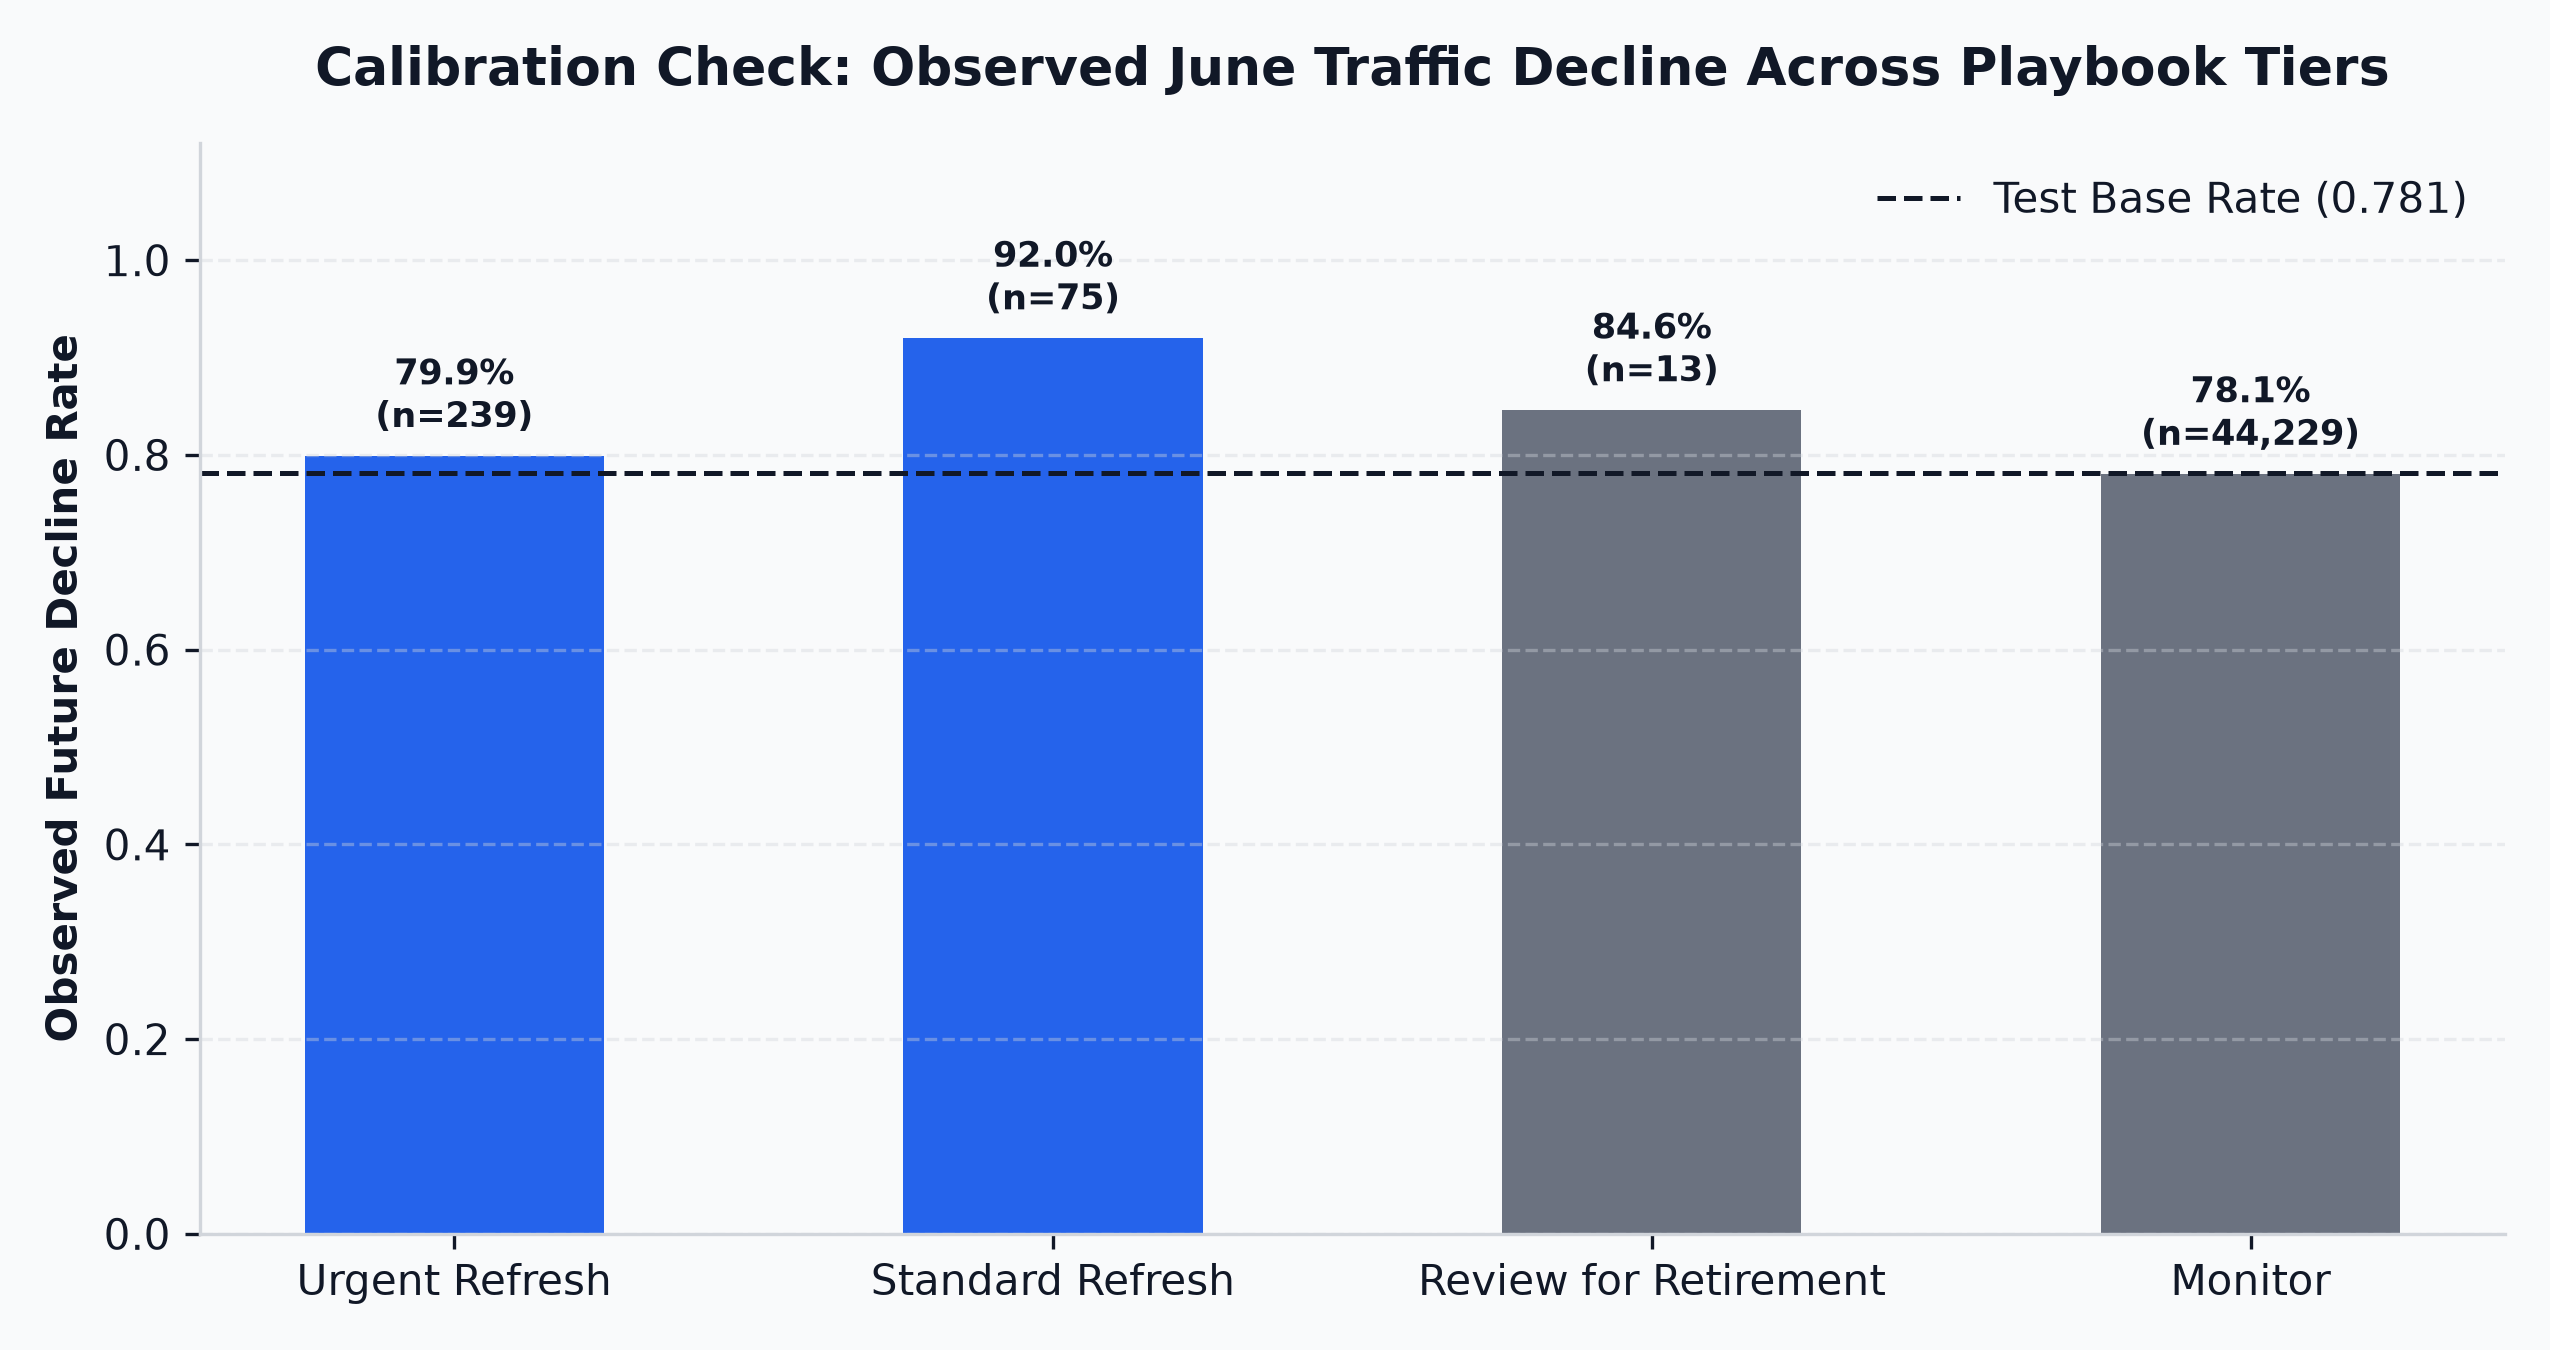 Calibration Check: Observed June Traffic Decline Across Playbook Tiers
Test Base Rate (0.781)
Observed Future Decline Rate
1.0
0.8
0.6
0.4
0.2
0.0
79.9%
(n=239)
92.0%
(n=75)
84.6%
(n=13)
78.1%
(n=44,229)
Urgent Refresh
Standard Refresh
Review for Retirement
Monitor